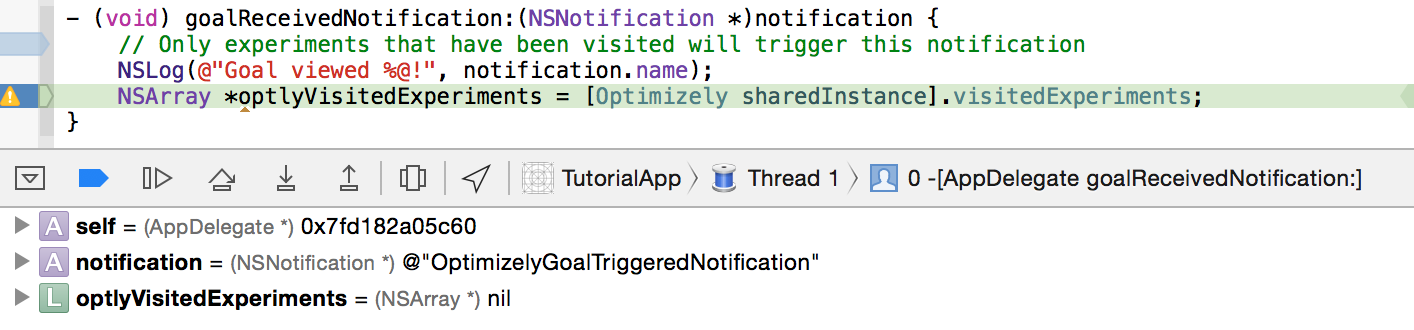 - (void) goalReceivedNotification:(NSNotification *)notification {
// Only experiments that have been visited will trigger this notification
NSLog(@"Goal viewed %@!", notification.name);
NSArray *optlyVisitedExperiments = [Optimizely sharedInstance].visitedExperiments;
}
TutorialApp Thread 1 0 -[AppDelegate goalReceivedNotification:]
A self = (AppDelegate *) 0x7fd182a05c60
A notification = (NSNotification *) @"OptimizelyGoalTriggeredNotification"
L optlyVisitedExperiments = (NSArray *) nil